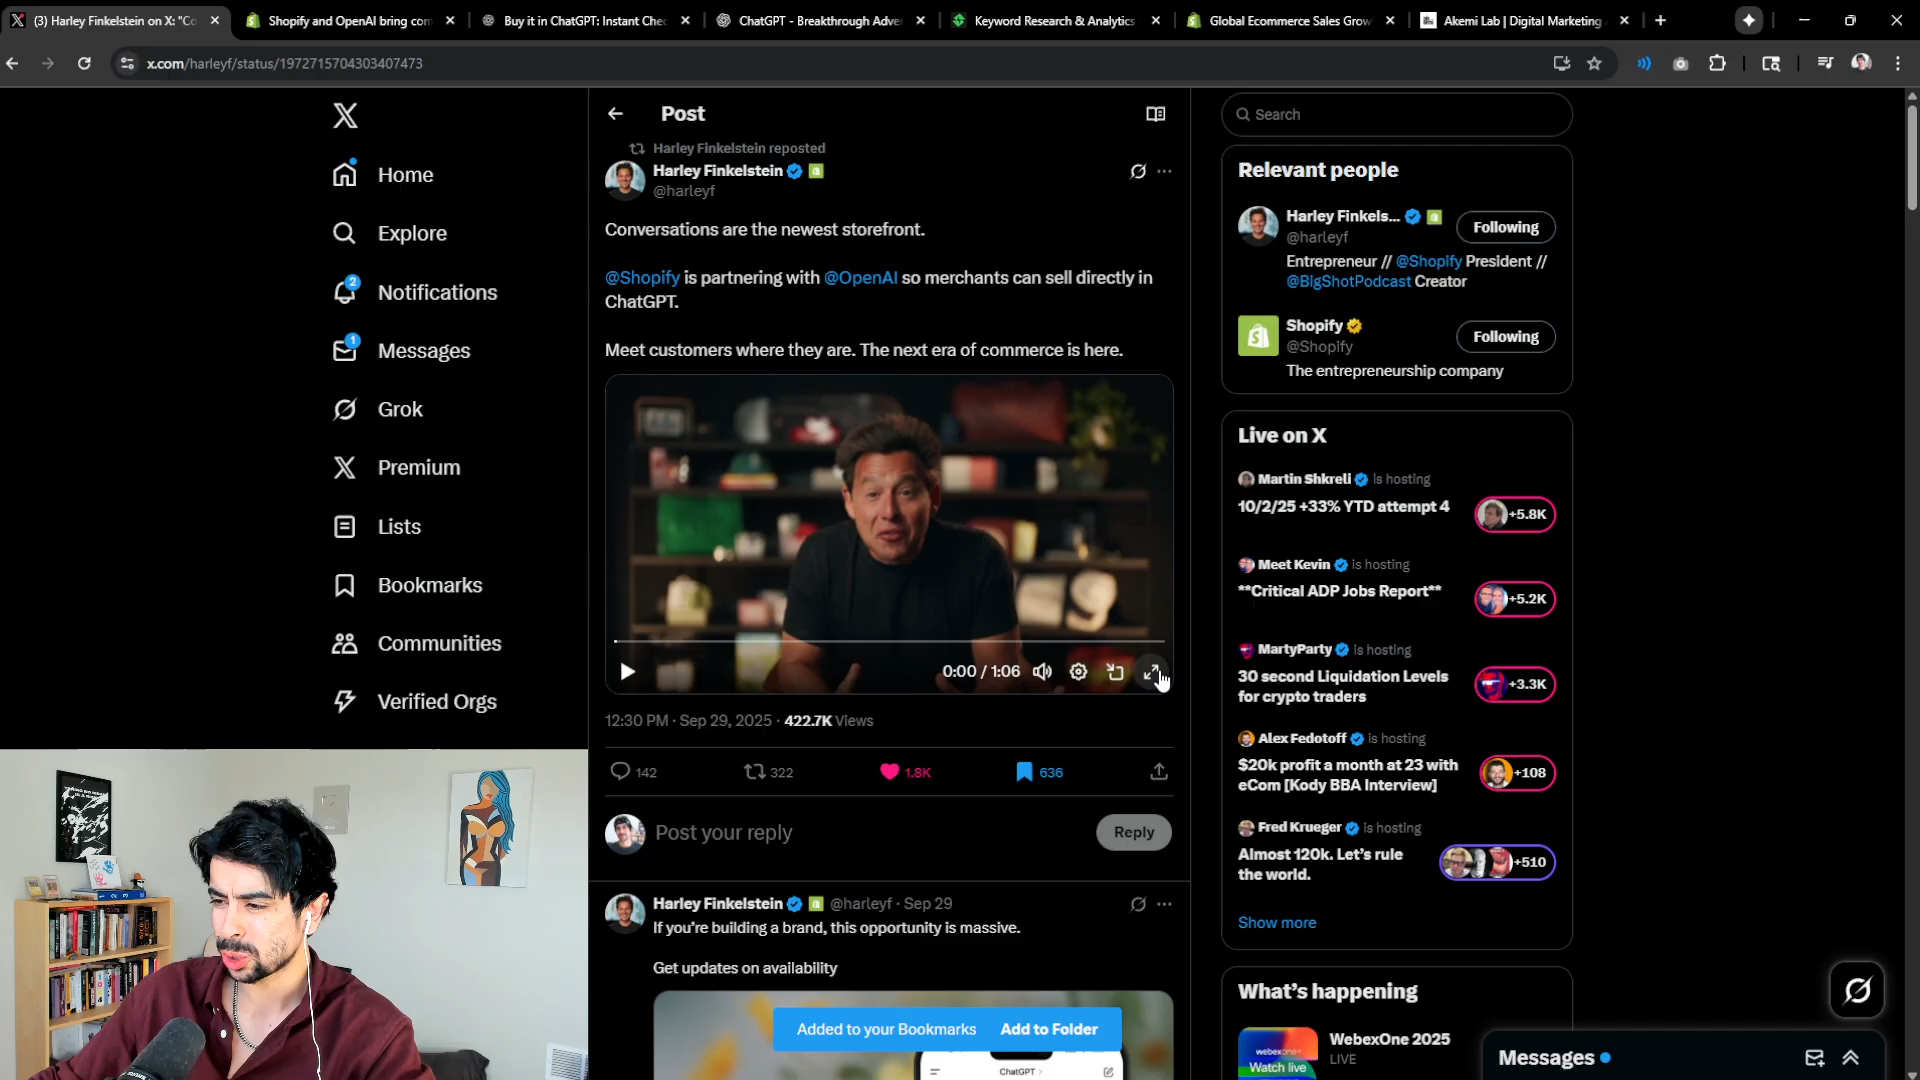 (3) Harley Finkelstein on X: "Co
Shopify and OpenAI bring com
Buy it in ChatGPT: Instant Chec
ChatGPT - Breakthrough Adve
Keyword Research & Analytics
Global Ecommerce Sales Grow
Akemi Lab | Digital Marketing
x.com/harleyf/status/1972715704303407473
Home
Explore
2
Notifications
1
Messages
Grok
Premium
Lists
Bookmarks
Communities
Verified Orgs
Post
Harley Finkelstein reposted
Harley Finkelstein
@harleyf
Conversations are the newest storefront.
@Shopify is partnering with @OpenAI so merchants can sell directly in
ChatGPT.
Meet customers where they are. The next era of commerce is here.
0:00 / 1:06
12:30 PM · Sep 29, 2025 · 422.7K Views
142
322
1.8K
636
Post your reply
Reply
Harley Finkelstein @harleyf · Sep 29
If you're building a brand, this opportunity is massive.
Get updates on availability
Added to your Bookmarks Add to Folder
ChatGPT
Search
Relevant people
Harley Finkels...
@harleyf
Following
Entrepreneur // @Shopify President //
@BigShotPodcast Creator
Shopify
@Shopify
Following
The entrepreneurship company
Live on X
Martin Shkreli is hosting
10/2/25 +33% YTD attempt 4
+5.8K
Meet Kevin is hosting
**Critical ADP Jobs Report**
+5.2K
MartyParty is hosting
30 second Liquidation Levels
for crypto traders
+3.3K
Alex Fedotoff is hosting
$20k profit a month at 23 with
eCom [Kody BBA Interview]
+108
Fred Krueger is hosting
Almost 120k. Let's rule
the world.
+510
Show more
What's happening
WebexOne 2025
LIVE
webexone
Watch live
Messages